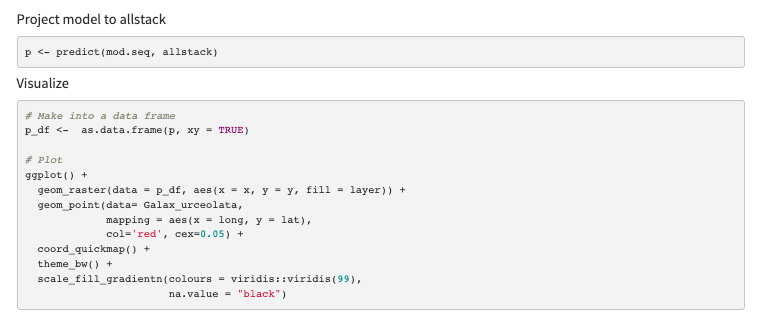 Project model to allstack
p <- predict(mod.seq, allstack)
Visualize
# Make into a data frame
p_df <-  as.data.frame(p, xy = TRUE)
# Plot
ggplot() +
  geom_raster(data = p_df, aes(x = x, y = y, fill = layer)) +
  geom_point(data= Galax_urceolata,
             mapping = aes(x = long, y = lat),
             col='red', cex=0.05) +
  coord_quickmap() +
  theme_bw() +
  scale_fill_gradientn(colours = viridis::viridis(99),
                       na.value = "black")